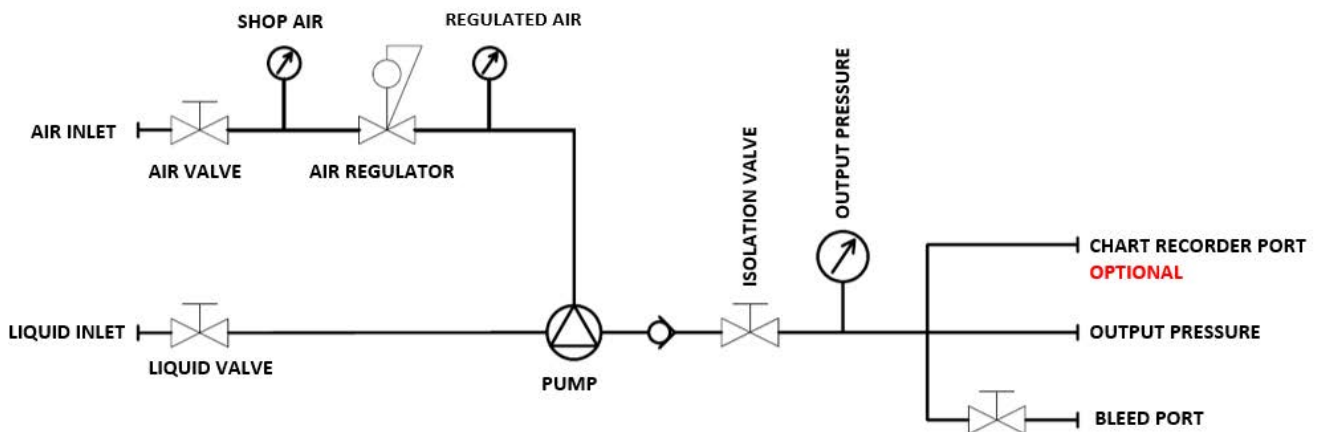 SHOP AIR
REGULATED AIR
AIR INLET
AIR VALVE
AIR REGULATOR
ISOLATION VALVE
OUTPUT PRESSURE
CHART RECORDER PORT
OPTIONAL
LIQUID INLET
OUTPUT PRESSURE
LIQUID VALVE
PUMP
BLEED PORT